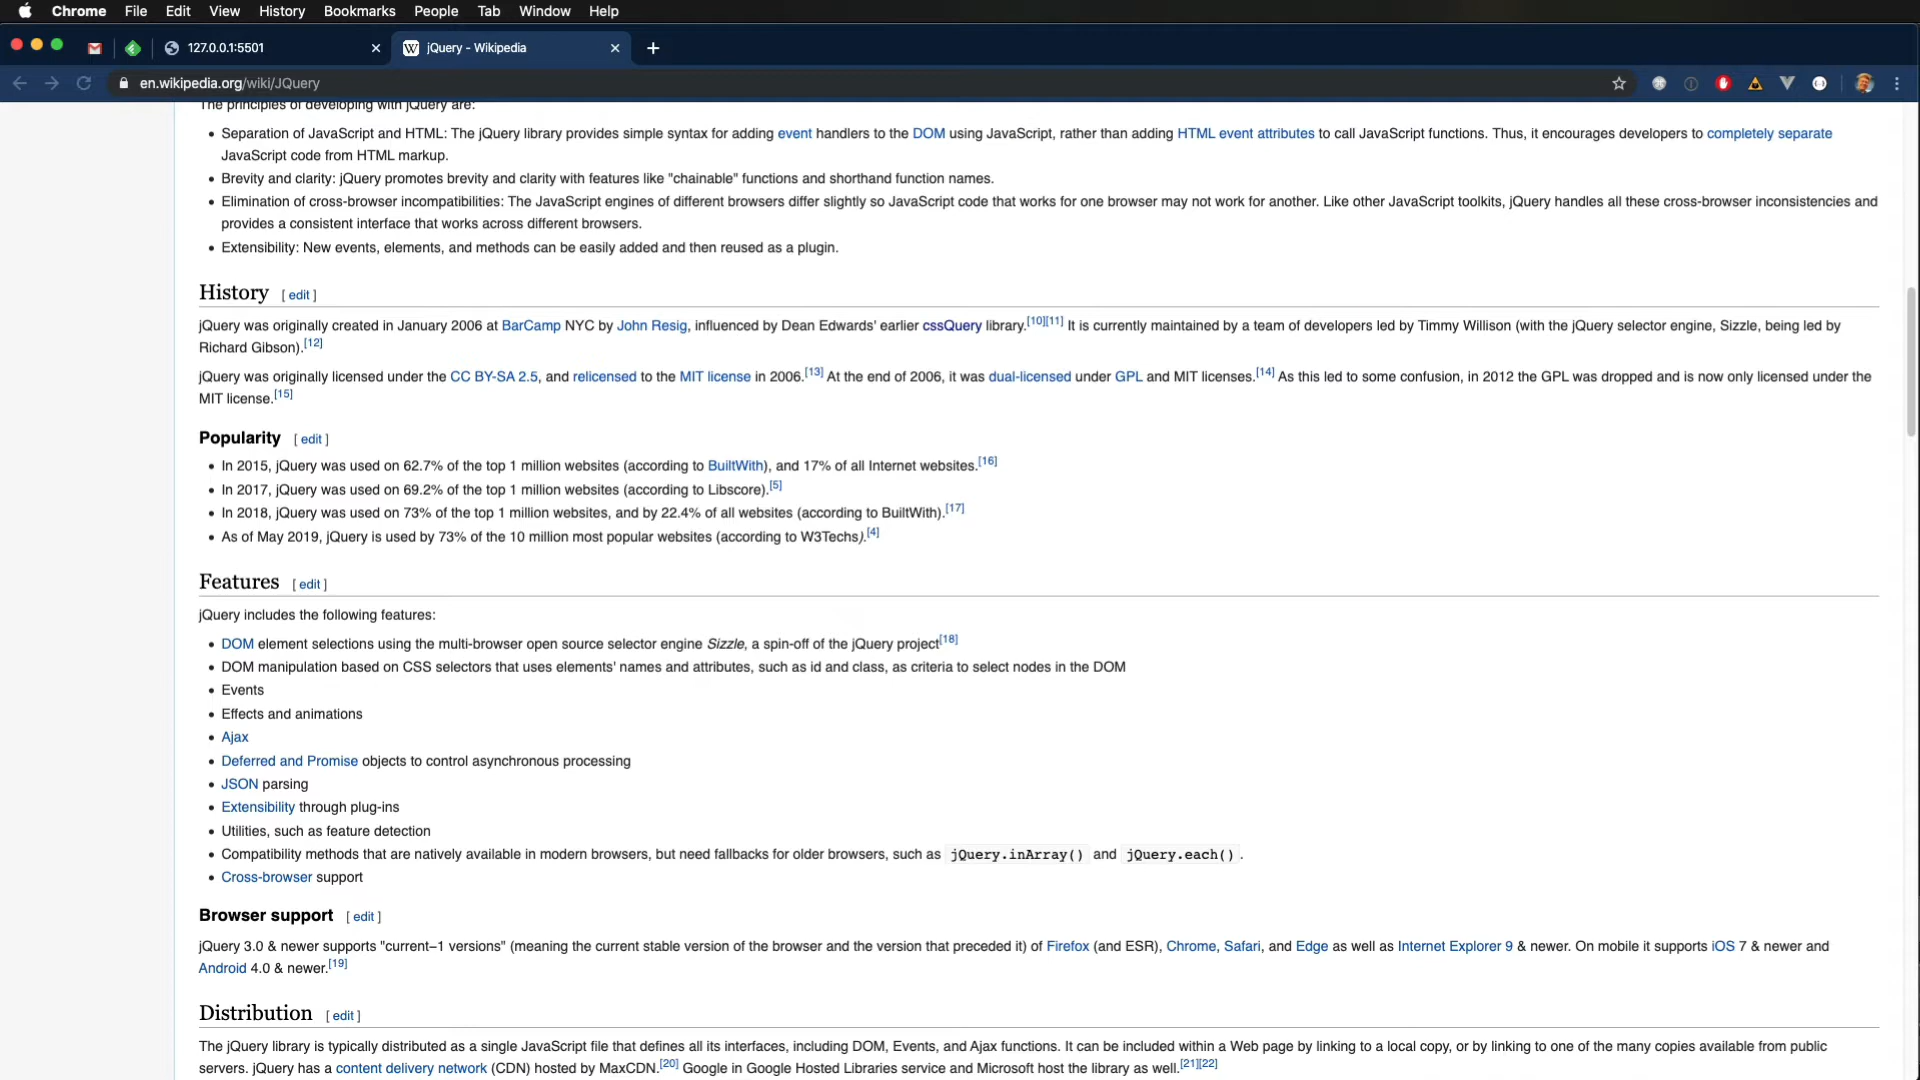 Chrome File Edit View History Bookmarks People Tab Window Help
127.0.0.1:5501
jQuery - Wikipedia
en.wikipedia.org/wiki/JQuery
The principles of developing with jQuery are:
Separation of JavaScript and HTML: The jQuery library provides simple syntax for adding event handlers to the DOM using JavaScript, rather than adding HTML event attributes to call JavaScript functions. Thus, it encourages developers to completely separate
JavaScript code from HTML markup.
Brevity and clarity: jQuery promotes brevity and clarity with features like "chainable" functions and shorthand function names.
Elimination of cross-browser incompatibilities: The JavaScript engines of different browsers differ slightly so JavaScript code that works for one browser may not work for another. Like other JavaScript toolkits, jQuery handles all these cross-browser inconsistencies and
provides a consistent interface that works across different browsers.
Extensibility: New events, elements, and methods can be easily added and then reused as a plugin.
History [ edit ]
jQuery was originally created in January 2006 at BarCamp NYC by John Resig, influenced by Dean Edwards' earlier cssQuery library.[10][11] It is currently maintained by a team of developers led by Timmy Willison (with the jQuery selector engine, Sizzle, being led by
Richard Gibson).[12]
jQuery was originally licensed under the CC BY-SA 2.5, and relicensed to the MIT license in 2006.[13] At the end of 2006, it was dual-licensed under GPL and MIT licenses.[14] As this led to some confusion, in 2012 the GPL was dropped and is now only licensed under the
MIT license.[15]
Popularity [ edit ]
In 2015, jQuery was used on 62.7% of the top 1 million websites (according to BuiltWith), and 17% of all Internet websites.[16]
In 2017, jQuery was used on 69.2% of the top 1 million websites (according to Libscore).[5]
In 2018, jQuery was used on 73% of the top 1 million websites, and by 22.4% of all websites (according to BuiltWith).[17]
As of May 2019, jQuery is used by 73% of the 10 million most popular websites (according to W3Techs).[4]
Features [ edit ]
jQuery includes the following features:
DOM element selections using the multi-browser open source selector engine Sizzle, a spin-off of the jQuery project[18]
DOM manipulation based on CSS selectors that uses elements' names and attributes, such as id and class, as criteria to select nodes in the DOM
Events
Effects and animations
Ajax
Deferred and Promise objects to control asynchronous processing
JSON parsing
Extensibility through plug-ins
Utilities, such as feature detection
Compatibility methods that are natively available in modern browsers, but need fallbacks for older browsers, such as jQuery.inArray() and jQuery.each().
Cross-browser support
Browser support [ edit ]
jQuery 3.0 & newer supports "current−1 versions" (meaning the current stable version of the browser and the version that preceded it) of Firefox (and ESR), Chrome, Safari, and Edge as well as Internet Explorer 9 & newer. On mobile it supports iOS 7 & newer and
Android 4.0 & newer.[19]
Distribution [ edit ]
The jQuery library is typically distributed as a single JavaScript file that defines all its interfaces, including DOM, Events, and Ajax functions. It can be included within a Web page by linking to a local copy, or by linking to one of the many copies available from public
servers. jQuery has a content delivery network (CDN) hosted by MaxCDN.[20] Google in Google Hosted Libraries service and Microsoft host the library as well.[21][22]